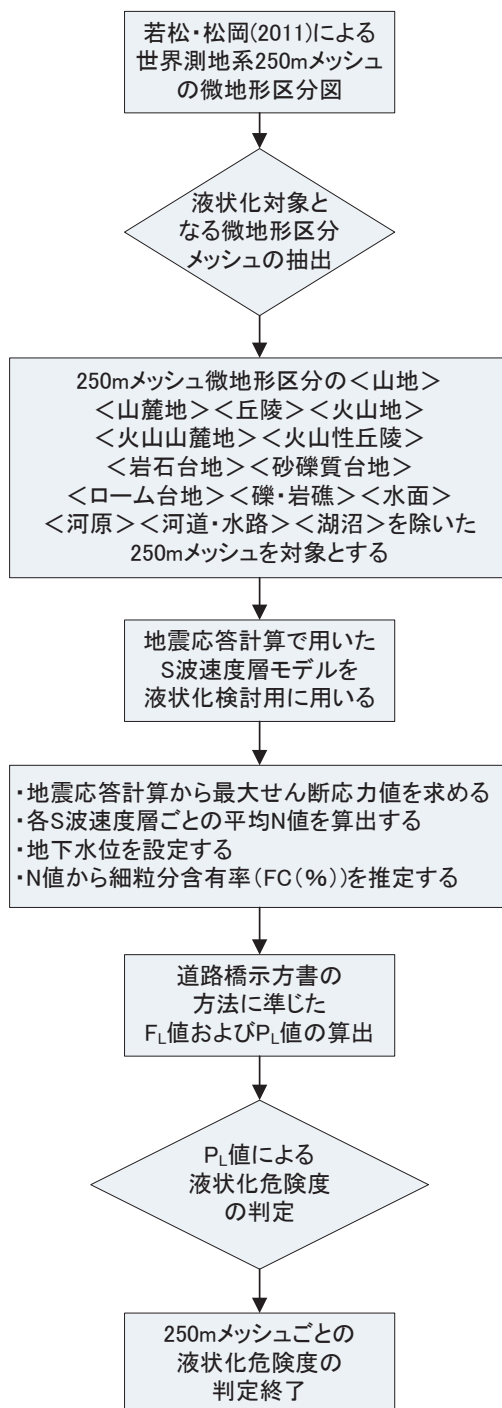 若松・松岡(2011)による
世界測地系250mメッシュ
の微地形区分図
液状化対象と
なる微地形区分
メッシュの抽出
250mメッシュ微地形区分の＜山地＞
＜山麓地＞＜丘陵＞＜火山地＞
＜火山山麓地＞＜火山性丘陵＞
＜岩石台地＞＜砂礫質台地＞
＜ローム台地＞＜礫・岩礁＞＜水面＞
＜河原＞＜河道・水路＞＜湖沼＞を除いた
250mメッシュを対象とする
地震応答計算で用いた
S波速度層モデルを
液状化検討用に用いる
・地震応答計算から最大せん断応力値を求める
・各S波速度層ごとの平均N値を算出する
・地下水位を設定する
・N値から細粒分含有率(FC(%))を推定する
道路橋示方書の
方法に準じた
FL値およびPL値の算出
PL値による
液状化危険度
の判定
250mメッシュごとの
液状化危険度の
判定終了